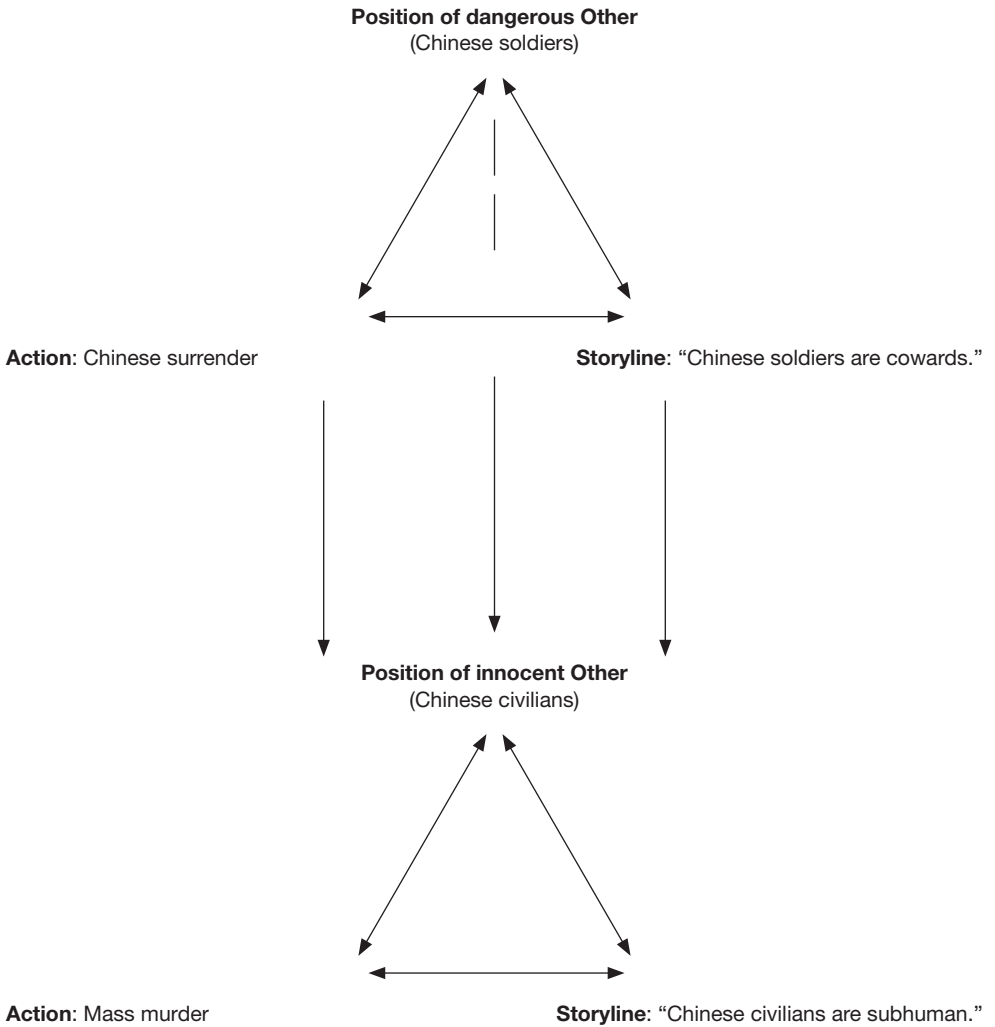 Position of dangerous Other
(Chinese soldiers)
Action: Chinese surrender
Storyline: “Chinese soldiers are cowards.”
Position of innocent Other
(Chinese civilians)
Action: Mass murder
Storyline: “Chinese civilians are subhuman.”